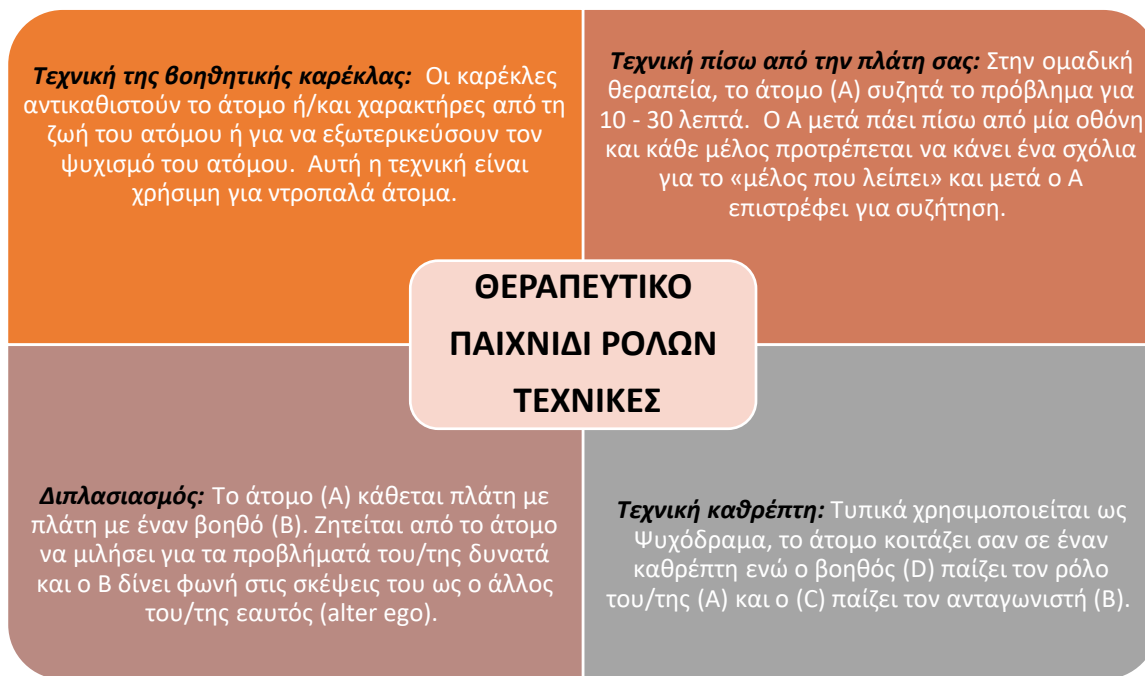 Τεχνική της βοηθητικής καρέκλας: Οι καρέκλες
αντικαθιστούν το άτομο ή/και χαρακτήρες από τη
ζωή του ατόμου ή για να εξωτερικεύσουν τον
ψυχισμό του ατόμου. Αυτή η τεχνική είναι
χρήσιμη για ντροπαλά άτομα.
Τεχνική πίσω από την πλάτη σας: Στην ομαδική
θεραπεία, το άτομο (Α) συζητά το πρόβλημα για
10 - 30 λεπτά. Ο Α μετά πάει πίσω από μία οθόνη
και κάθε μέλος προτρέπεται να κάνει ένα σχόλια
για το «μέλος που λείπει» και μετά ο Α
επιστρέφει για συζήτηση.
ΘΕΡΑΠΕΥΤΙΚΟ
ΠΑΙΧΝΙΔΙ ΡΟΛΩΝ
ΤΕΧΝΙΚΕΣ
Διπλασιασμός: Το άτομο (Α) κάθεται πλάτη με
πλάτη με έναν βοηθό (Β). Ζητείται από το άτομο
να μιλήσει για τα προβλήματά του/της δυνατά
και ο Β δίνει φωνή στις σκέψεις του ως ο άλλος
του/της εαυτός (alter ego).
Τεχνική καθρέπτη: Τυπικά χρησιμοποιείται ως
Ψυχόδραμα, το άτομο κοιτάζει σαν σε έναν
καθρέπτη ενώ ο βοηθός (D) παίζει τον ρόλο
του/της (Α) και ο (C) παίζει τον ανταγωνιστή (Β).